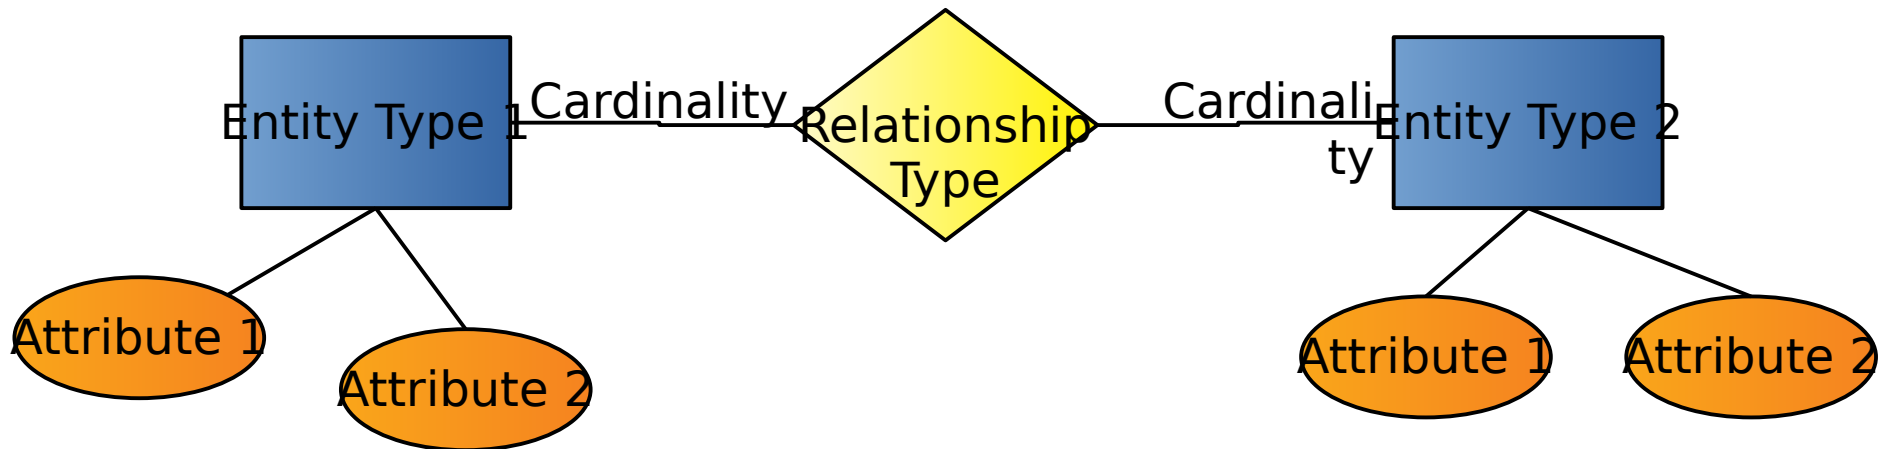 Entity Type 1
Cardinality
Relationship
Type
Cardinali
ty
Entity Type 2
Attribute 1
Attribute 2
Attribute 1
Attribute 2